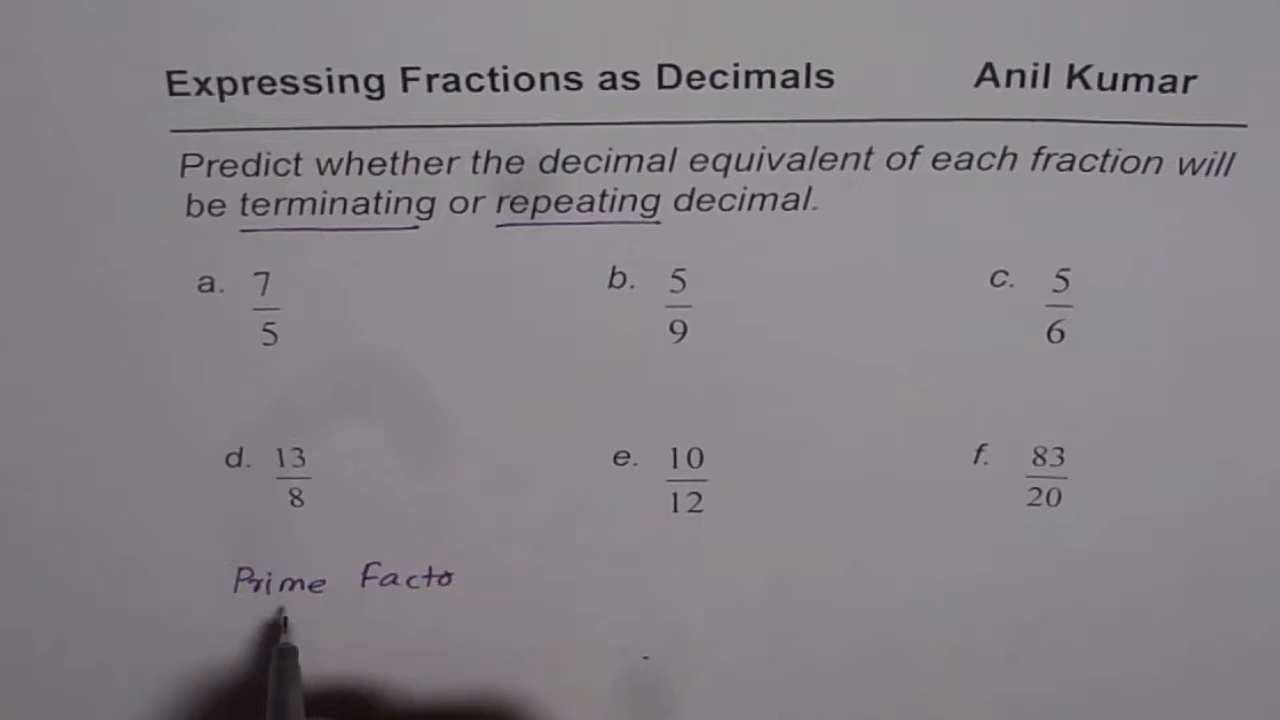 Expressing Fractions as Decimals Anil Kumar
Predict whether the decimal equivalent of each fraction will
be terminating or repeating decimal.
a. 7/5 b. 5/9 c. 5/6
d. 13/8 e. 10/12 f. 83/20
Prime Facto